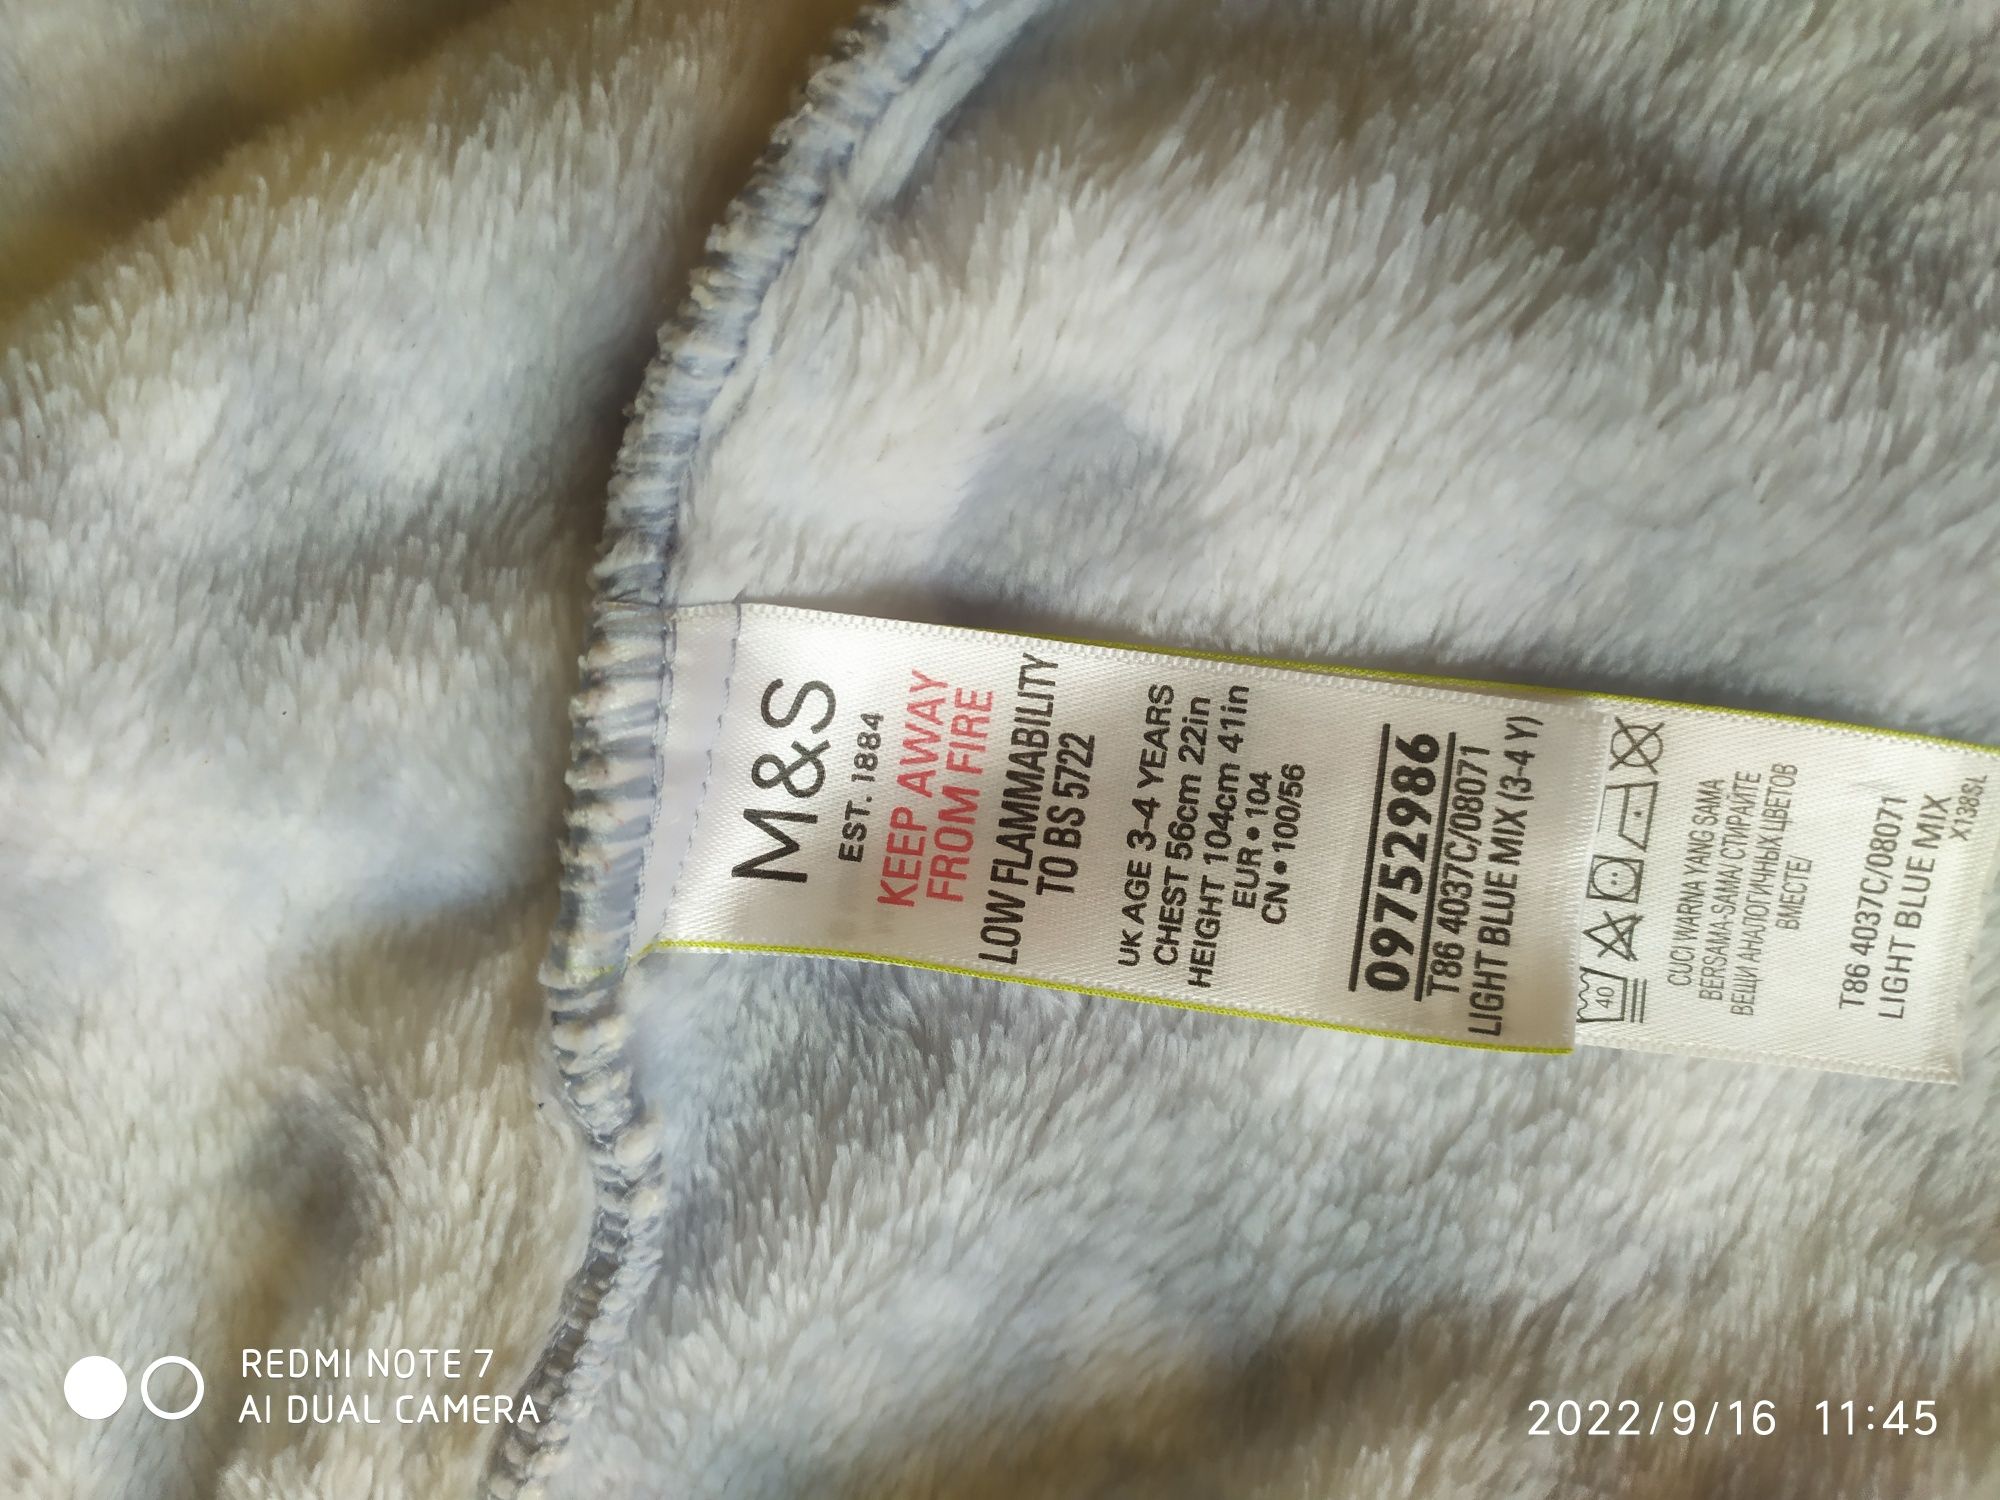 M&S
EST. 1884
KEEP AWAY
FROM FIRE
LOW FLAMMABILITY
TO BS 5722
UK AGE 3-4 YEARS
CHEST 56cm 22in
HEIGHT 104cm 41in
EUR • 104
CN • 100/56
09752986
T86 4037C/08071
LIGHT BLUE MIX (3-4 Y)
40
CUCI WARNA YANG SAMA
BERSAMA-SAMA/СТИРАЙТЕ
ВЕЩИ АНАЛОГИЧНЫХ ЦВЕТОВ
ВМЕСТЕ/
T86 4037C/08071
LIGHT BLUE MIX
X138SL
REDMI NOTE 7
AI DUAL CAMERA
2022/9/16 11:45